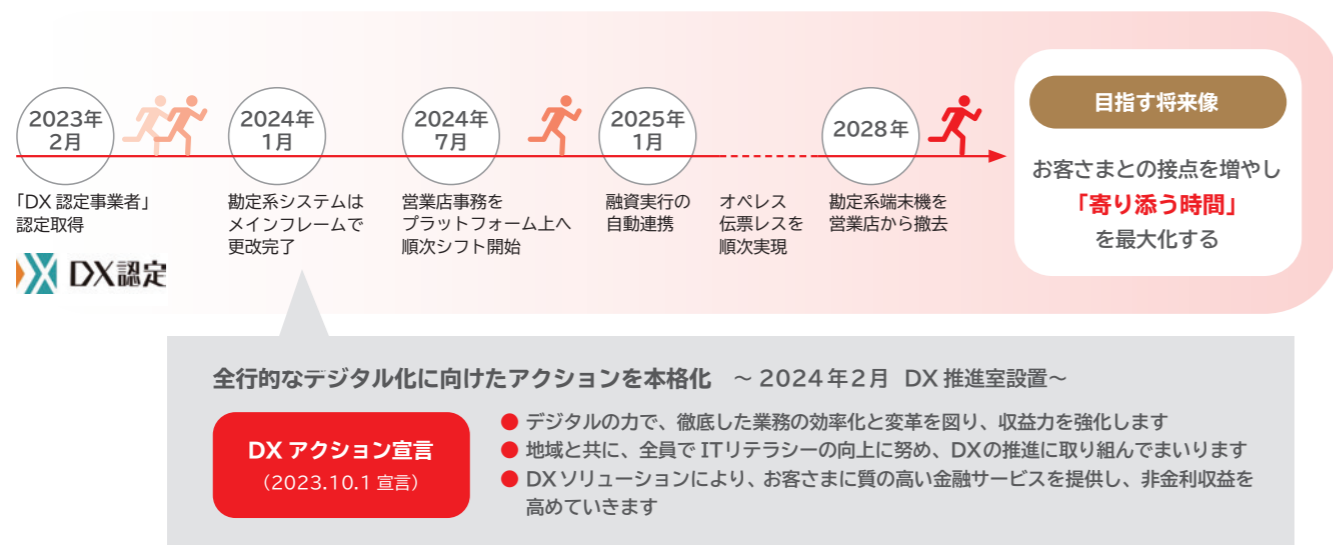 2023年
2月
「DX 認定事業者」
認定取得
DX認定
2024年
1月
勘定系システムは
メインフレームで
更改完了
2024年
7月
営業店事務を
プラットフォーム上へ
順次シフト開始
2025年
1月
融資実行の
自動連携
オペレス
伝票レスを
順次実現
2028年
勘定系端末機を
営業店から撤去
目指す将来像
お客さまとの接点を増やし
「寄り添う時間」
を最大化する
全行的なデジタル化に向けたアクションを本格化 ～2024年2月 DX推進室設置～
DX アクション宣言
（2023.10.1 宣言）
● デジタルの力で、徹底した業務の効率化と変革を図り、収益力を強化します
● 地域と共に、全員でITリテラシーの向上に努め、DXの推進に取り組んでまいります
● DXソリューションにより、お客さまに質の高い金融サービスを提供し、非金利収益を
高めていきます